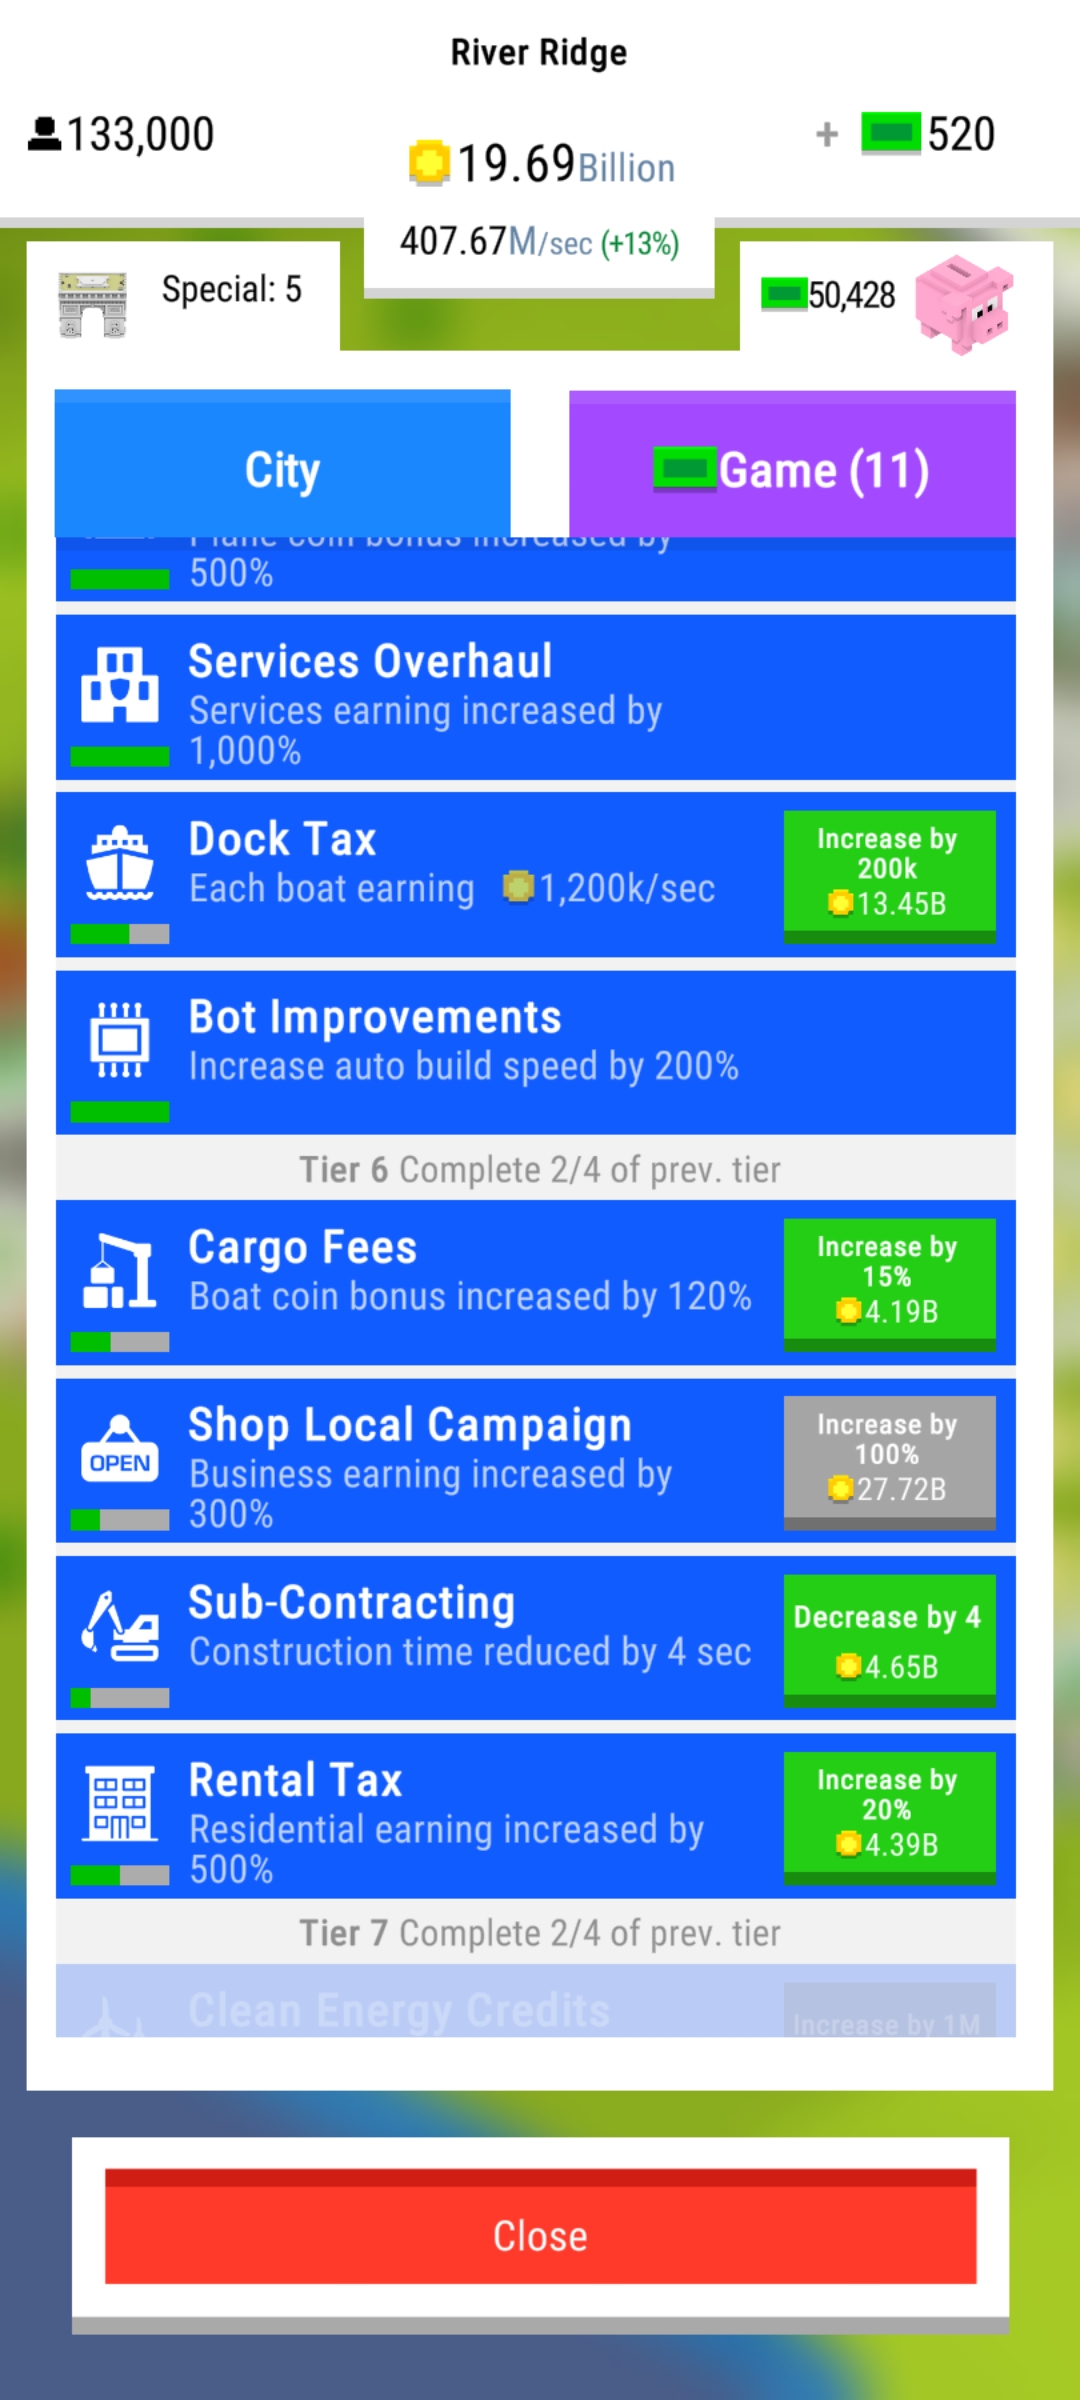 River Ridge
133,000
19.69Billion
+ 520
407.67M/sec (+13%)
Special: 5
50,428
City
Game (11)
Plane coin bonus increased by
500%
Services Overhaul
Services earning increased by
1,000%
Dock Tax
Each boat earning 1,200k/sec
Increase by
200k
13.45B
Bot Improvements
Increase auto build speed by 200%
Tier 6 Complete 2/4 of prev. tier
Cargo Fees
Boat coin bonus increased by 120%
Increase by
15%
4.19B
OPEN
Shop Local Campaign
Business earning increased by
300%
Increase by
100%
27.72B
Sub-Contracting
Construction time reduced by 4 sec
Decrease by 4
4.65B
Rental Tax
Residential earning increased by
500%
Increase by
20%
4.39B
Tier 7 Complete 2/4 of prev. tier
Clean Energy Credits
Increase by 1M
Close